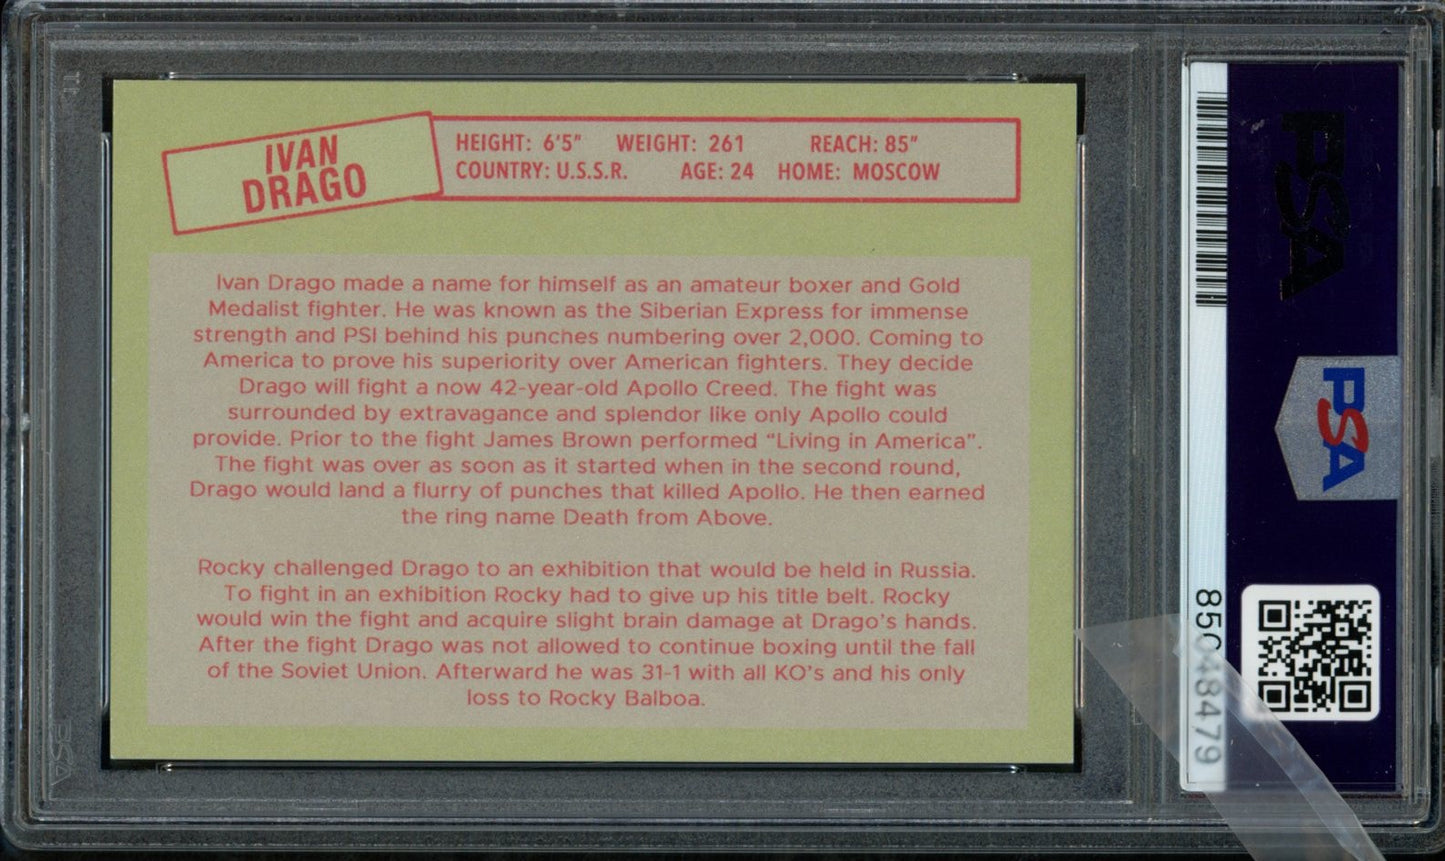 IVAN
DRAGO
HEIGHT: 6'5" WEIGHT: 261 REACH: 85"
COUNTRY: U.S.S.R. AGE: 24 HOME: MOSCOW
Ivan Drago made a name for himself as an amateur boxer and Gold
Medalist fighter. He was known as the Siberian Express for immense
strength and PSI behind his punches numbering over 2,000. Coming to
America to prove his superiority over American fighters. They decide
Drago will fight a now 42-year-old Apollo Creed. The fight was
surrounded by extravagance and splendor like only Apollo could
provide. Prior to the fight James Brown performed “Living in America”.
The fight was over as soon as it started when in the second round,
Drago would land a flurry of punches that killed Apollo. He then earned
the ring name Death from Above.
Rocky challenged Drago to an exhibition that would be held in Russia.
To fight in an exhibition Rocky had to give up his title belt. Rocky
would win the fight and acquire slight brain damage at Drago's hands.
After the fight Drago was not allowed to continue boxing until the fall
of the Soviet Union. Afterward he was 31-1 with all KO's and his only
loss to Rocky Balboa.
PSA
PSA
85048479
PSA